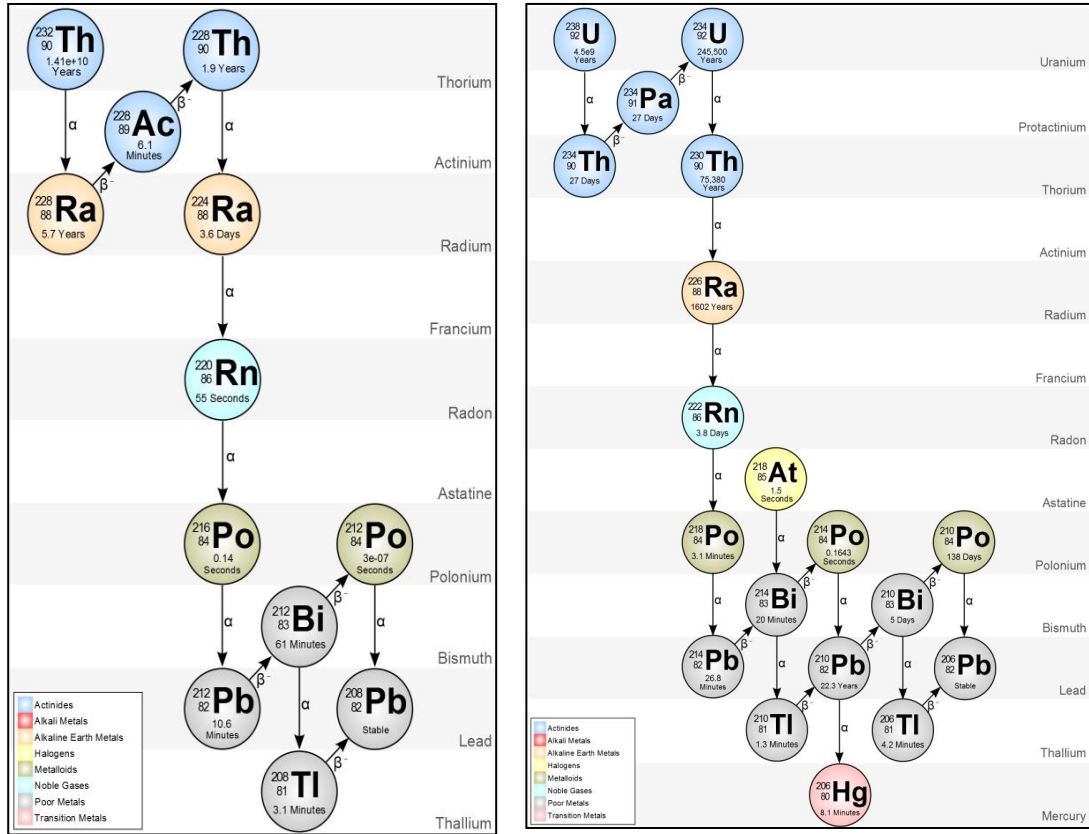 232
90
Th
1.41e+10
Years
228
90
Th
1.9 Years
Thorium
α
β⁻
228
89
Ac
6.1
Minutes
α
Actinium
β⁻
228
88
Ra
5.7 Years
224
88
Ra
3.6 Days
Radium
α
Francium
220
86
Rn
55 Seconds
Radon
α
Astatine
216
84
Po
0.14
Seconds
212
84
Po
3e-07
Seconds
Polonium
α
β⁻
212
83
Bi
61 Minutes
α
Bismuth
β⁻
212
82
Pb
10.6
Minutes
α
208
82
Pb
Stable
Lead
β⁻
208
81
Tl
3.1 Minutes
Thallium
Actinides
Alkali Metals
Alkaline Earth Metals
Halogens
Metalloids
Noble Gases
Poor Metals
Transition Metals
238
92
U
4.5e9
Years
234
92
U
245,500
Years
Uranium
α
β⁻
234
91
Pa
27 Days
α
Protactinium
β⁻
234
90
Th
27 Days
230
90
Th
75,380
Years
Thorium
α
Actinium
226
88
Ra
1602 Years
Radium
α
Francium
222
86
Rn
3.8 Days
Radon
α
218
85
At
1.5
Seconds
Astatine
218
84
Po
3.1 Minutes
α
214
84
Po
0.1643
Seconds
210
84
Po
138 Days
Polonium
α
β⁻
214
83
Bi
20 Minutes
α
β⁻
210
83
Bi
5 Days
α
Bismuth
β⁻
214
82
Pb
26.8
Minutes
α
β⁻
210
82
Pb
22.3 Years
α
206
82
Pb
Stable
Lead
β⁻
210
81
Tl
1.3 Minutes
α
β⁻
206
81
Tl
4.2 Minutes
Thallium
206
80
Hg
8.1 Minutes
Mercury
Actinides
Alkali Metals
Alkaline Earth Metals
Halogens
Metalloids
Noble Gases
Poor Metals
Transition Metals